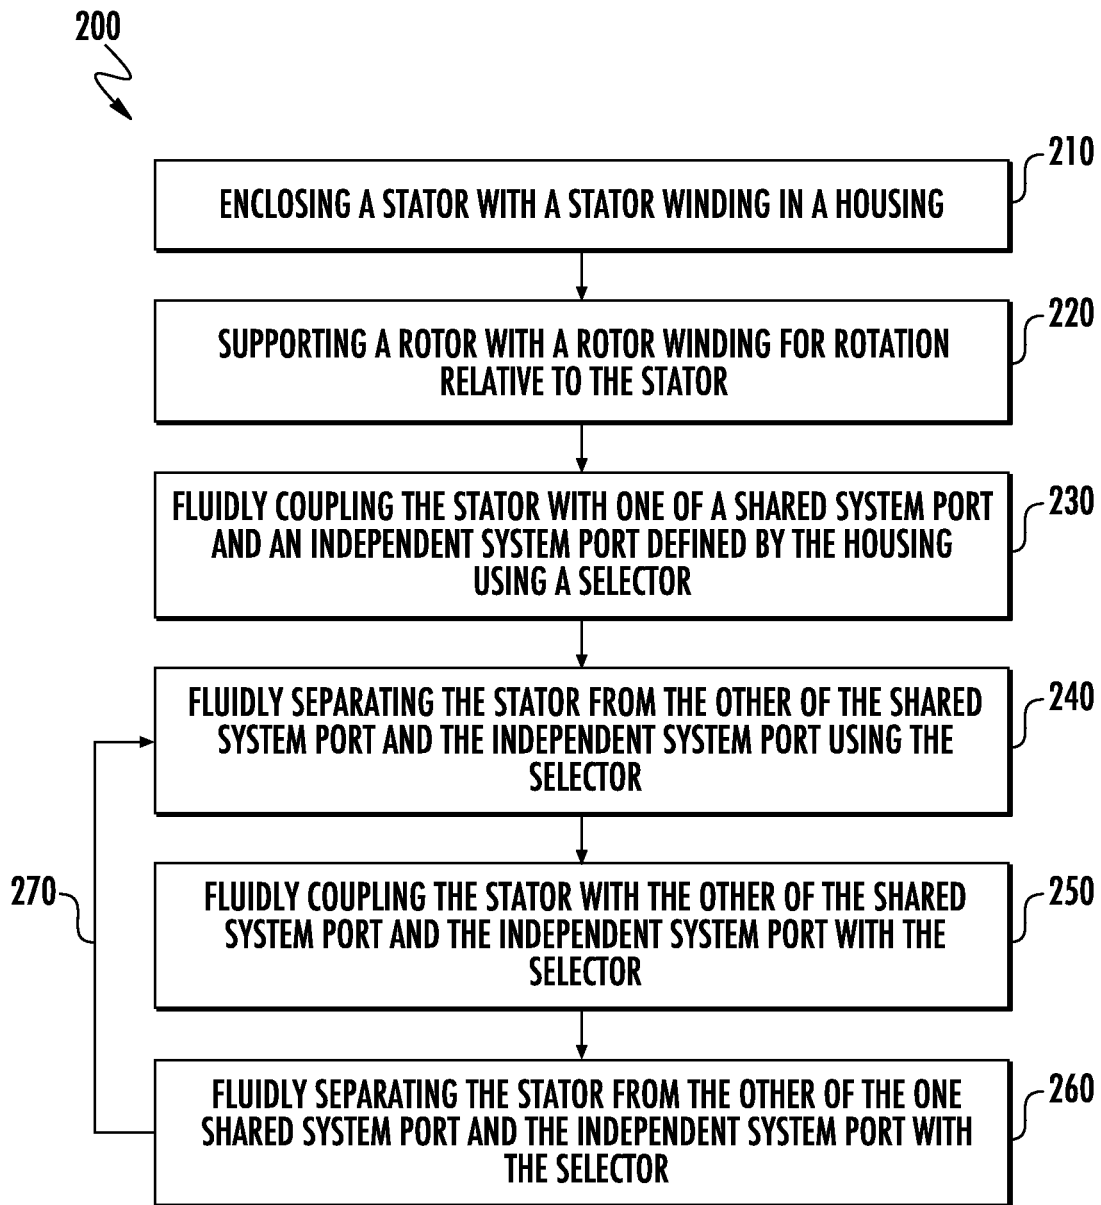 200
210
ENCLOSING A STATOR WITH A STATOR WINDING IN A HOUSING
220
SUPPORTING A ROTOR WITH A ROTOR WINDING FOR ROTATION
RELATIVE TO THE STATOR
230
FLUIDLY COUPLING THE STATOR WITH ONE OF A SHARED SYSTEM PORT
AND AN INDEPENDENT SYSTEM PORT DEFINED BY THE HOUSING
USING A SELECTOR
240
FLUIDLY SEPARATING THE STATOR FROM THE OTHER OF THE SHARED
SYSTEM PORT AND THE INDEPENDENT SYSTEM PORT USING THE
SELECTOR
270
250
FLUIDLY COUPLING THE STATOR WITH THE OTHER OF THE SHARED
SYSTEM PORT AND THE INDEPENDENT SYSTEM PORT WITH THE
SELECTOR
260
FLUIDLY SEPARATING THE STATOR FROM THE OTHER OF THE ONE
SHARED SYSTEM PORT AND THE INDEPENDENT SYSTEM PORT WITH
THE SELECTOR